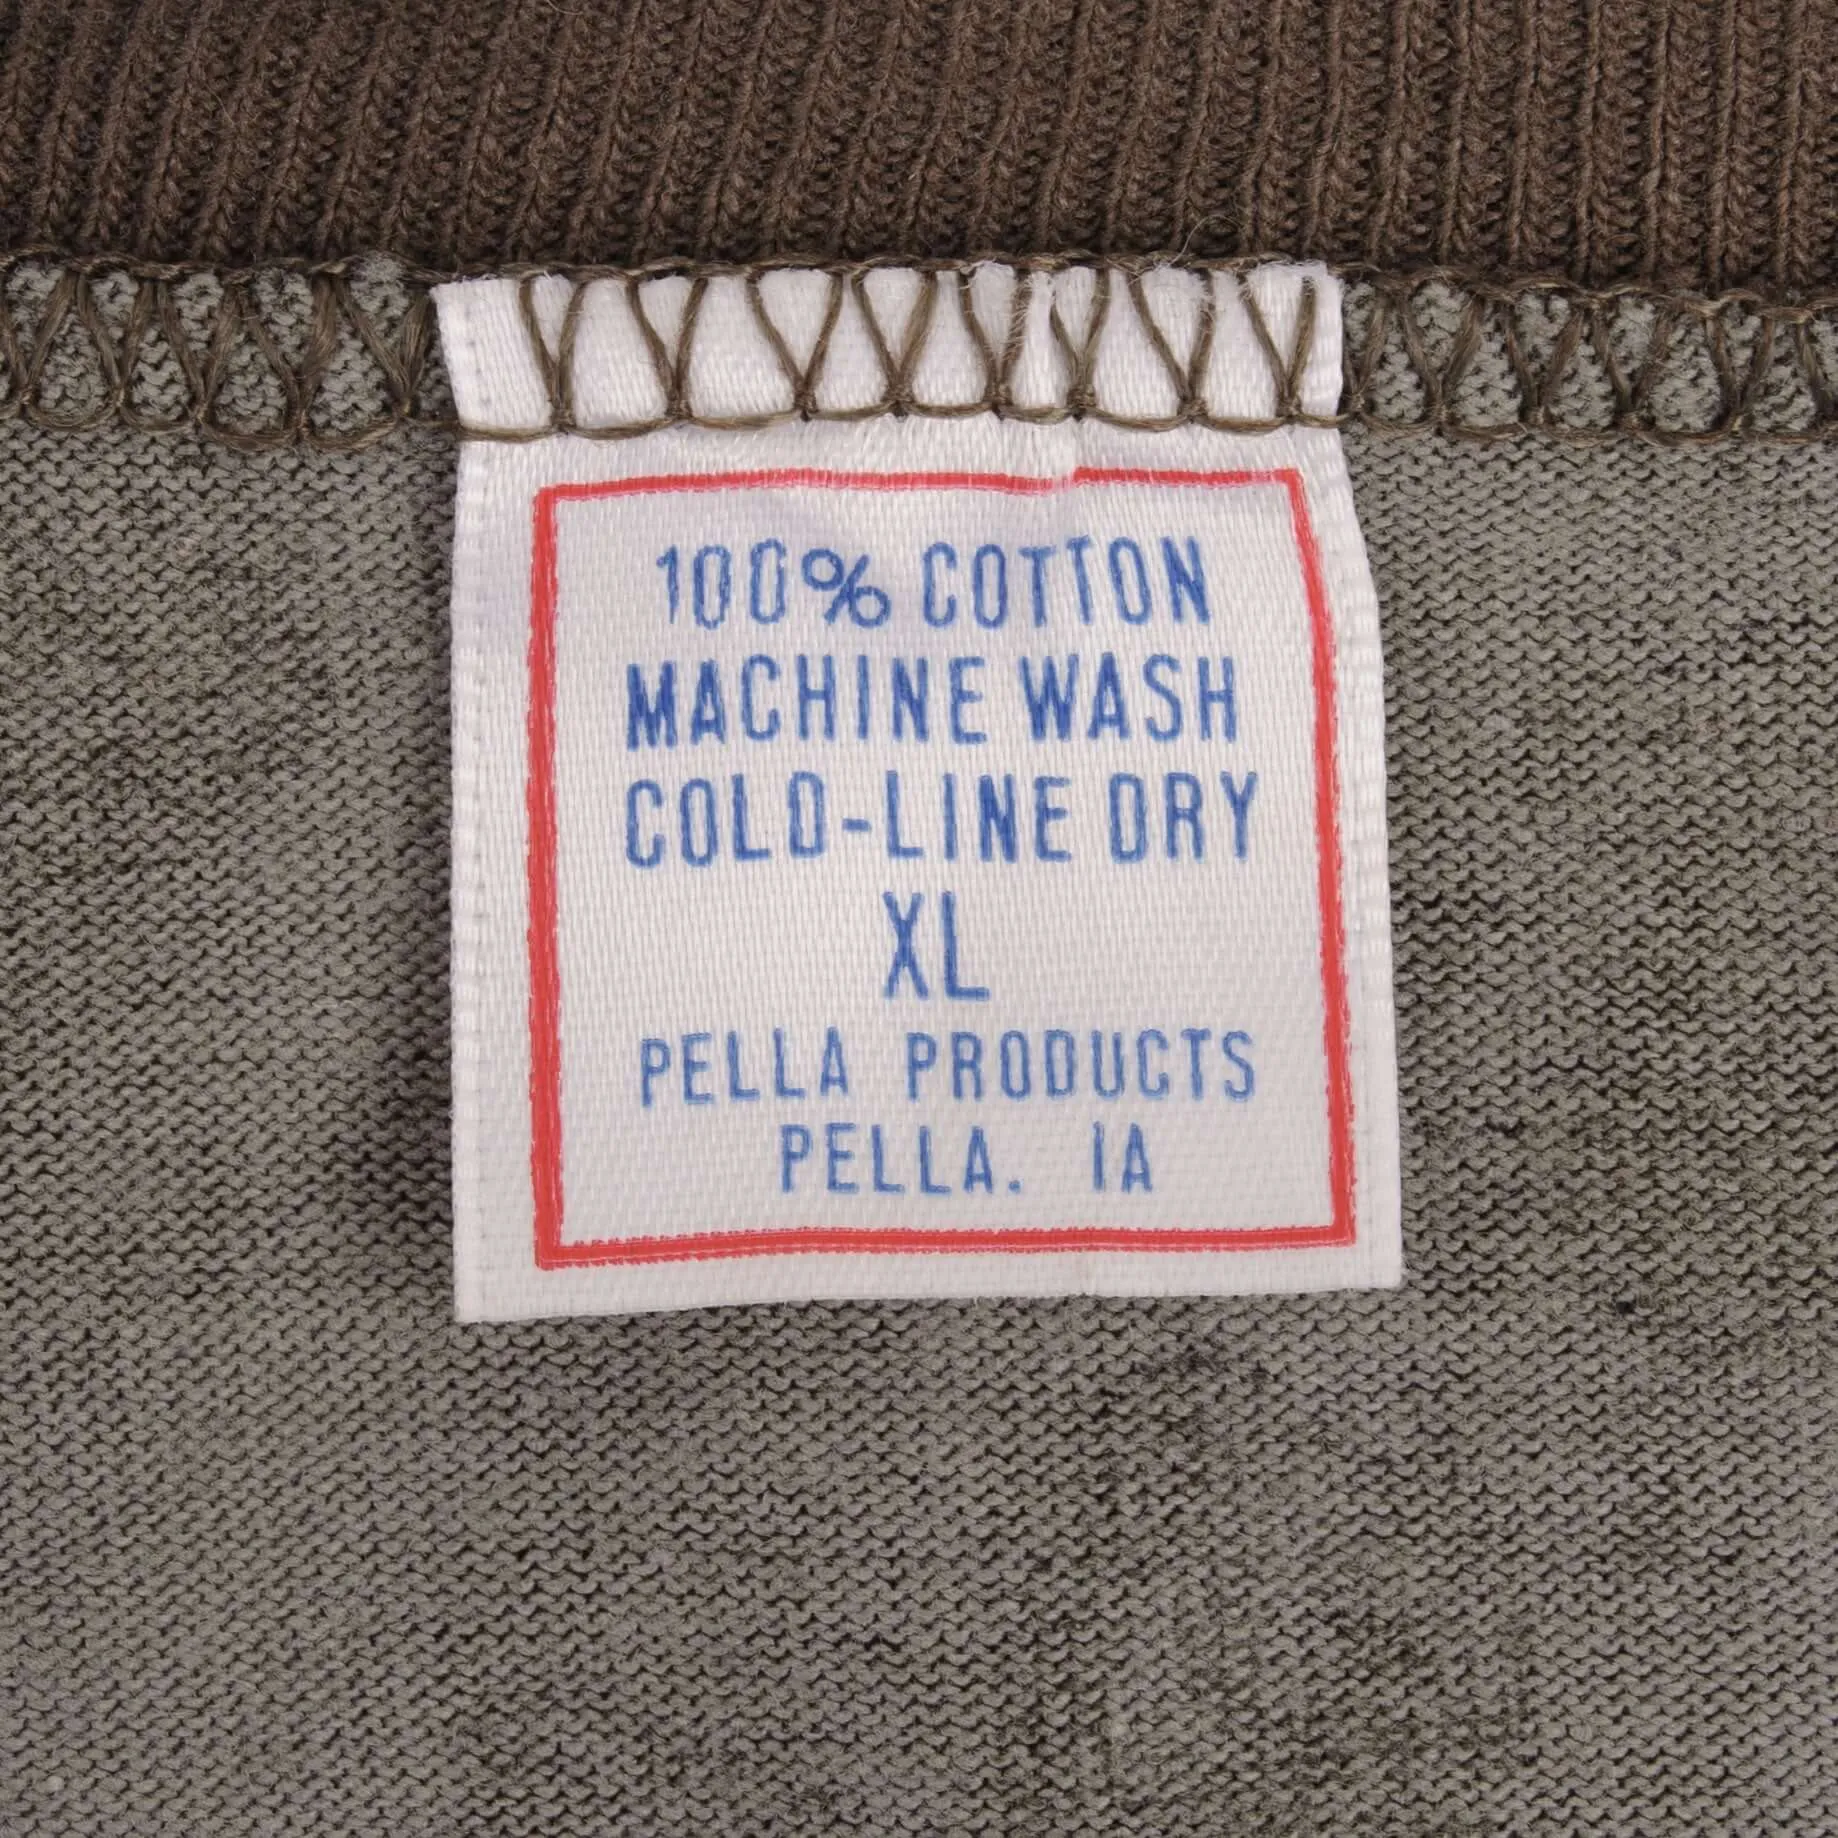 100% COTTON
MACHINE WASH
COLD-LINE DRY
XL
PELLA PRODUCTS
PELLA. IA